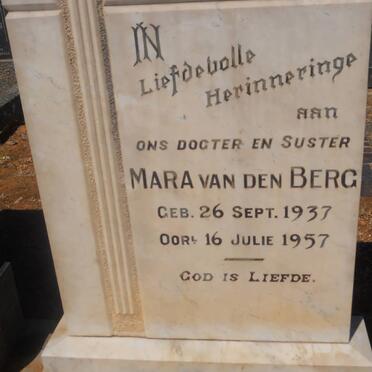 IN
Liefdevolle
Herinneringe
aan
ONS DOGTER EN SUSTER
MARA VAN DEN BERG
GEB. 26 SEPT. 1937
OORL 16 JULIE 1957
GOD IS LIEFDE.